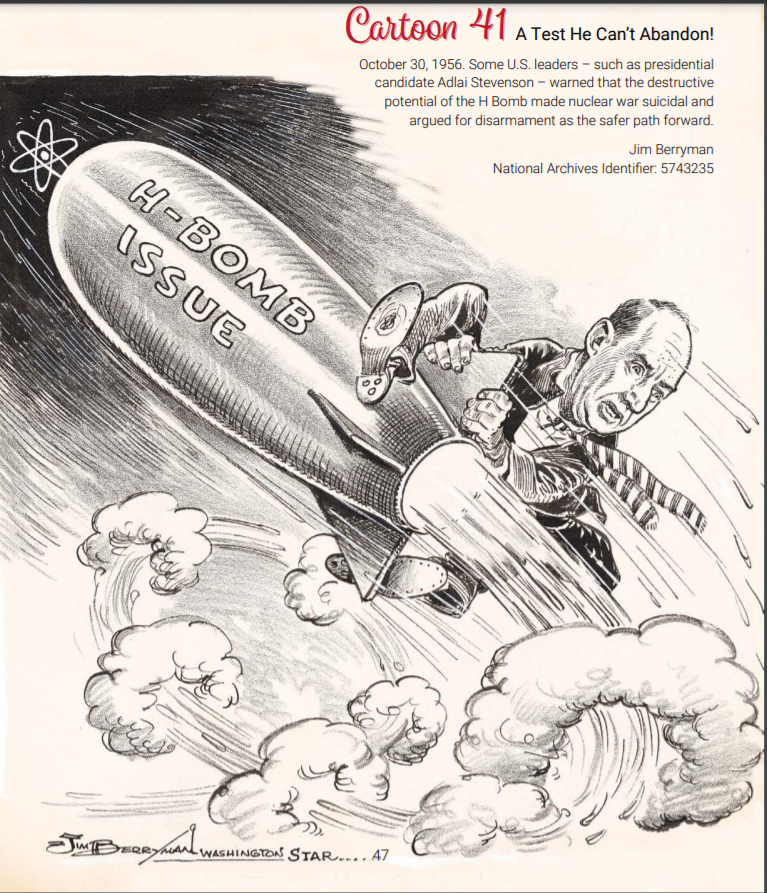 Cartoon 41 A Test He Can’t Abandon!
October 30, 1956. Some U.S. leaders – such as presidential
candidate Adlai Stevenson – warned that the destructive
potential of the H Bomb made nuclear war suicidal and
argued for disarmament as the safer path forward.
Jim Berryman
National Archives Identifier: 5743235
H-BOMB
ISSUE
JIM BERRYMAN WASHINGTON STAR.... 47